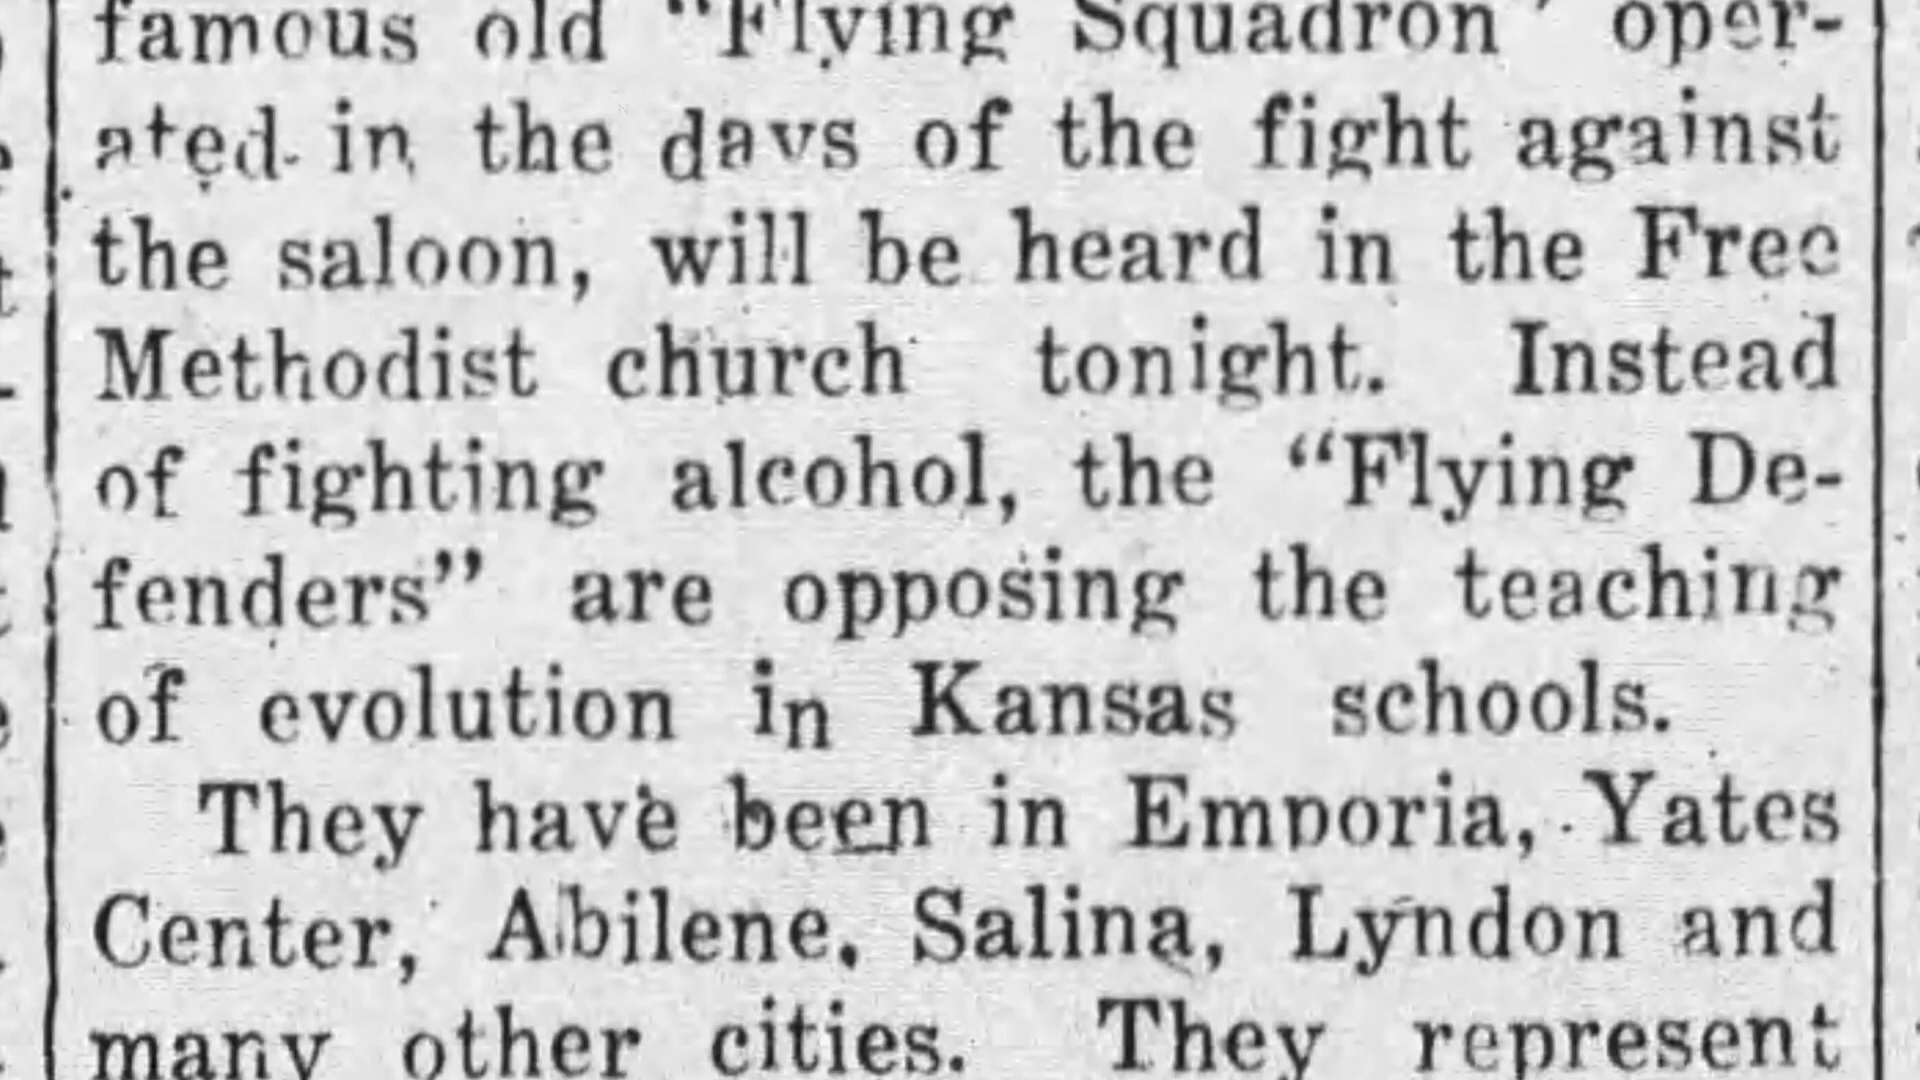 famous old "Flying Squadron" oper-
ated in the days of the fight against
the saloon, will be heard in the Free
Methodist church tonight. Instead
of fighting alcohol, the "Flying De-
fenders" are opposing the teaching
of evolution in Kansas schools.
They have been in Emporia, Yates
Center, Abilene, Salina, Lyndon and
many other cities. They represent